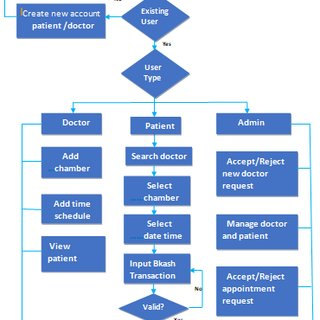 No
Create new account
patient /doctor
Existing
User
Yes
User
Type
Doctor
Patient
Admin
Add
chamber
Search doctor
Accept/Reject
new doctor
request
Select
chamber
Add time
schedule
Select
date time
Manage doctor
and patient
View
patient
Input Bkash
Transaction
No
Accept/Reject
appointment
request
Valid?
Yes